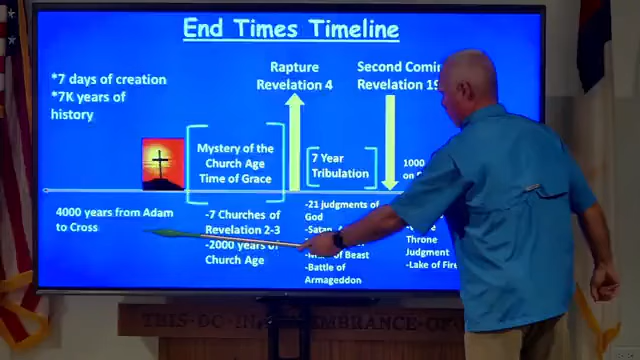 End Times Timeline
*7 days of creation
*7K years of
history
Rapture
Revelation 4
Second Comin
Revelation 19
Mystery of the
Church Age
Time of Grace
7 Year
Tribulation
1000
4000 years from Adam
to Cross
-7 Churches of
Revelation 2-3
-2000 years of
Church Age
-21 judgments of
God
-Satan,
of Beast
-Battle of
Armageddon
Throne
Judgment
-Lake of Fire
THIS DO IN REMEMBRANCE OF